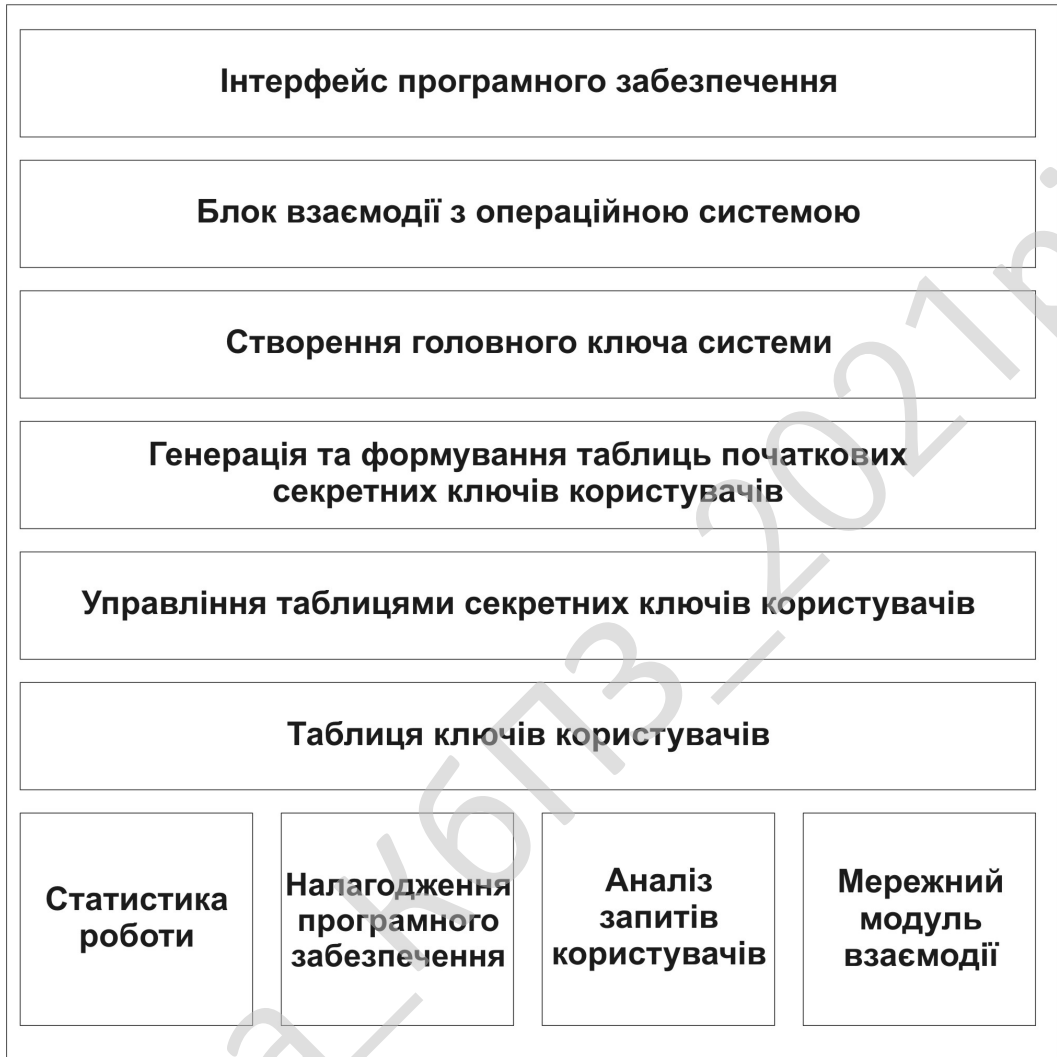 Інтерфейс програмного забезпечення
Блок взаємодії з операційною системою
Створення головного ключа системи
Генерація та формування таблиць початкових
секретних ключів користувачів
Управління таблицями секретних ключів користувачів
Таблиця ключів користувачів
Статистика
роботи
Налагодження
програмного
забезпечення
Аналіз
запитів
користувачів
Мережний
модуль
взаємодії
а_КбПЗ_2021рі